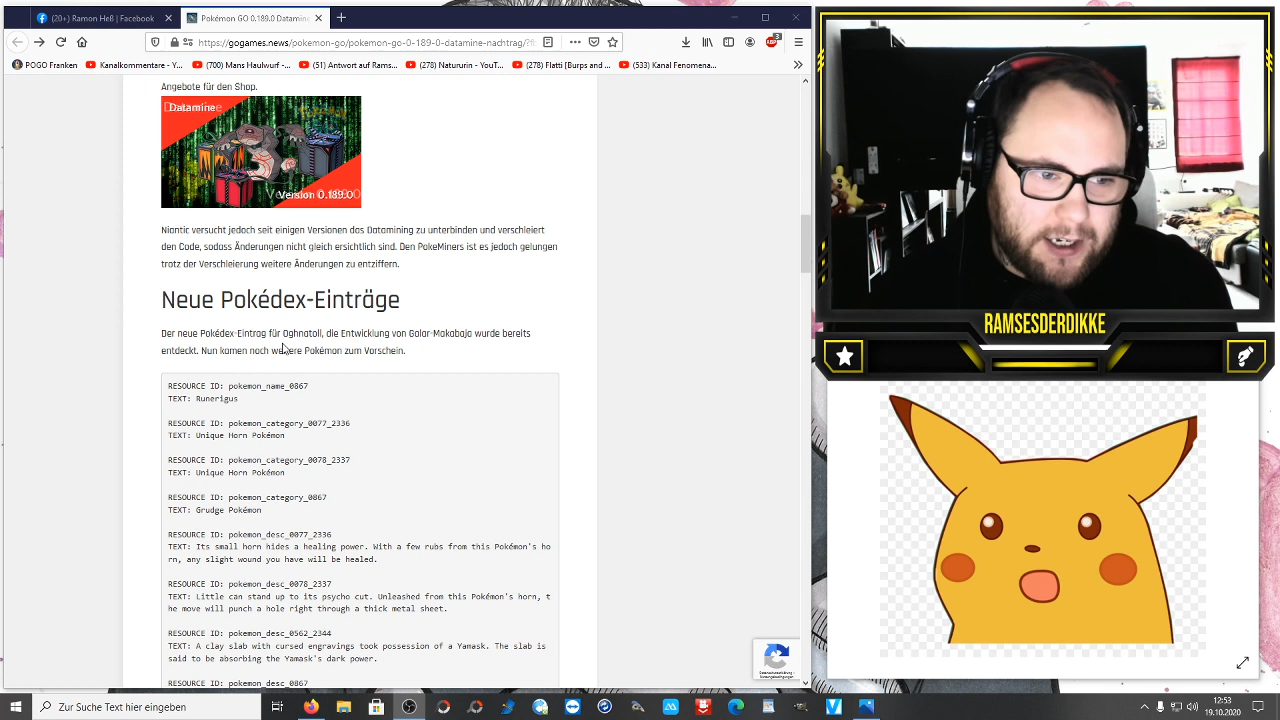 (20+) Ramon Heß | Facebook
Pokémon GO 0.189.0 Datamine
https://gogames.news/pokemon-go/pokemon-go-0-189-0-datamine-nachtrag/?f
3
POGO Franken
Kanalkommentare - Y...
(700) Mans Haulwurf - ...
(51) Antwort auf Rams...
(278) Natururin - YouT...
(278) Flatti [Burps and ...
(533) Kanal Fenomena...
Angebote für den Shop.
Datamine
Version 0.189.0
Niantic versucht jedoch seit einigen Versionen das Datamining zu unterbinden und verschleiert
den Code, sodass Änderungen nicht gleich ersichtlich sind. Den PokeMiners ist es jedoch gelungen
trotz der Verschleierung weitere Änderungen zu entziffern.
Neue Pokédex-Einträge
Der neue Pokédex-Eintrag für Oghnatoll, die Entwicklung von Galar-Makabaja wurde bereits
entdeckt. Nun kamen noch weitere Pokémon zum Vorschein.
RESOURCE ID: pokemon_name_0867
TEXT: Runerigus
RESOURCE ID: pokemon_category_0077_2336
TEXT: Unique Horn Pokémon
RESOURCE ID: pokemon_category_0078_2337
TEXT: Unique Horn Pokémon
RESOURCE ID: pokemon_category_0867
TEXT: Grudge Pokémon
RESOURCE ID: pokemon_desc_0077_2336
TEXT: Its small horn hides a healing power. With a few rubs from this Pokémon's ho
rn, any slight wound you have will be healed.
RESOURCE ID: pokemon_desc_0078_2337
TEXT: Little can stand up to its psycho cut. Unleashed from this Pokémon's horn, t
he move will punch a hole right through a thick metal sheet.
RESOURCE ID: pokemon_desc_0562_2344
TEXT: A clay slab with cursed engravings took possession of a Yamask. The slab is
said to be absorbing the Yamask's dark power.
RESOURCE ID: pokemon_desc_0867
RAMSESDERDIKKE
Zur Suche Text hier eingeben
12:53
19.10.2020